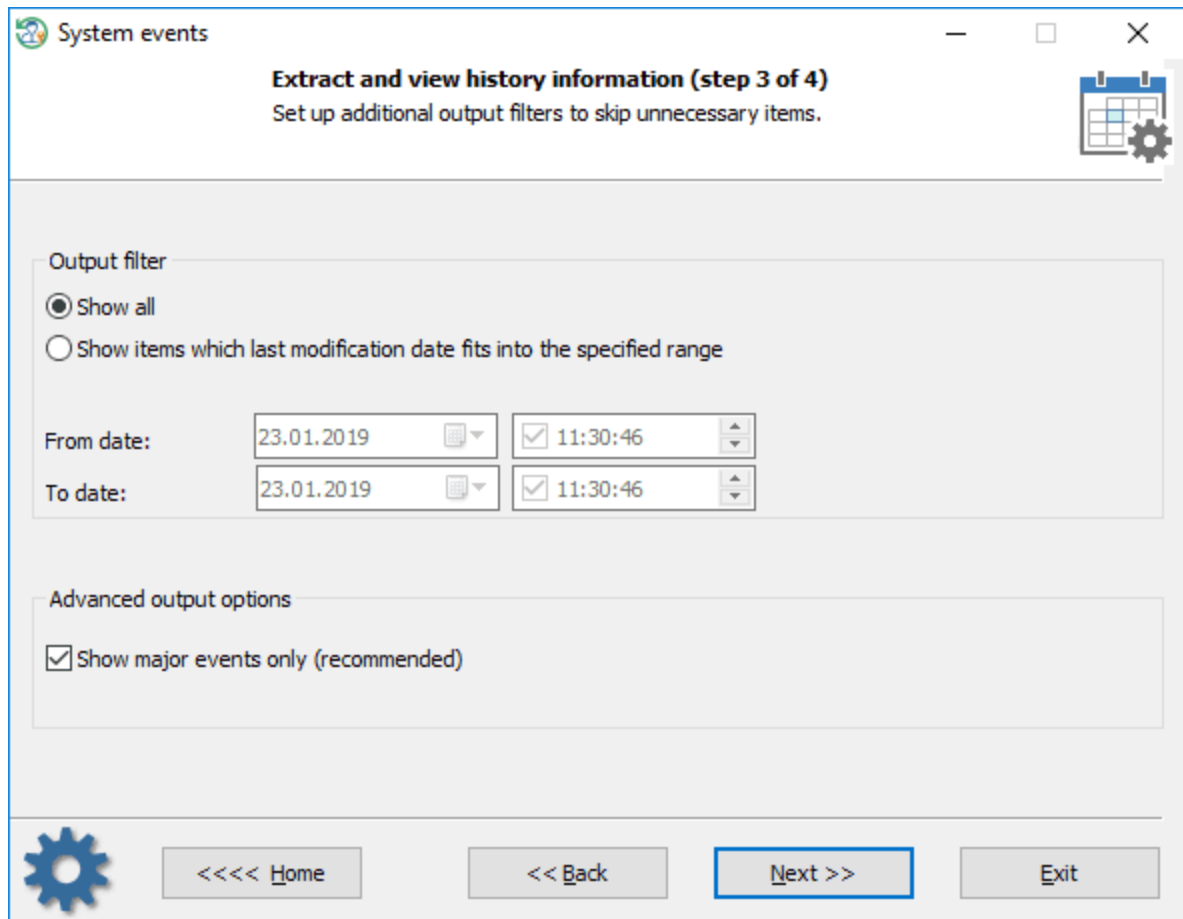 System events
Extract and view history information (step 3 of 4)
Set up additional output filters to skip unnecessary items.
Output filter
Show all
Show items which last modification date fits into the specified range
From date: 23.01.2019 11:30:46
To date: 23.01.2019 11:30:46
Advanced output options
Show major events only (recommended)
<<<< Home << Back Next >> Exit